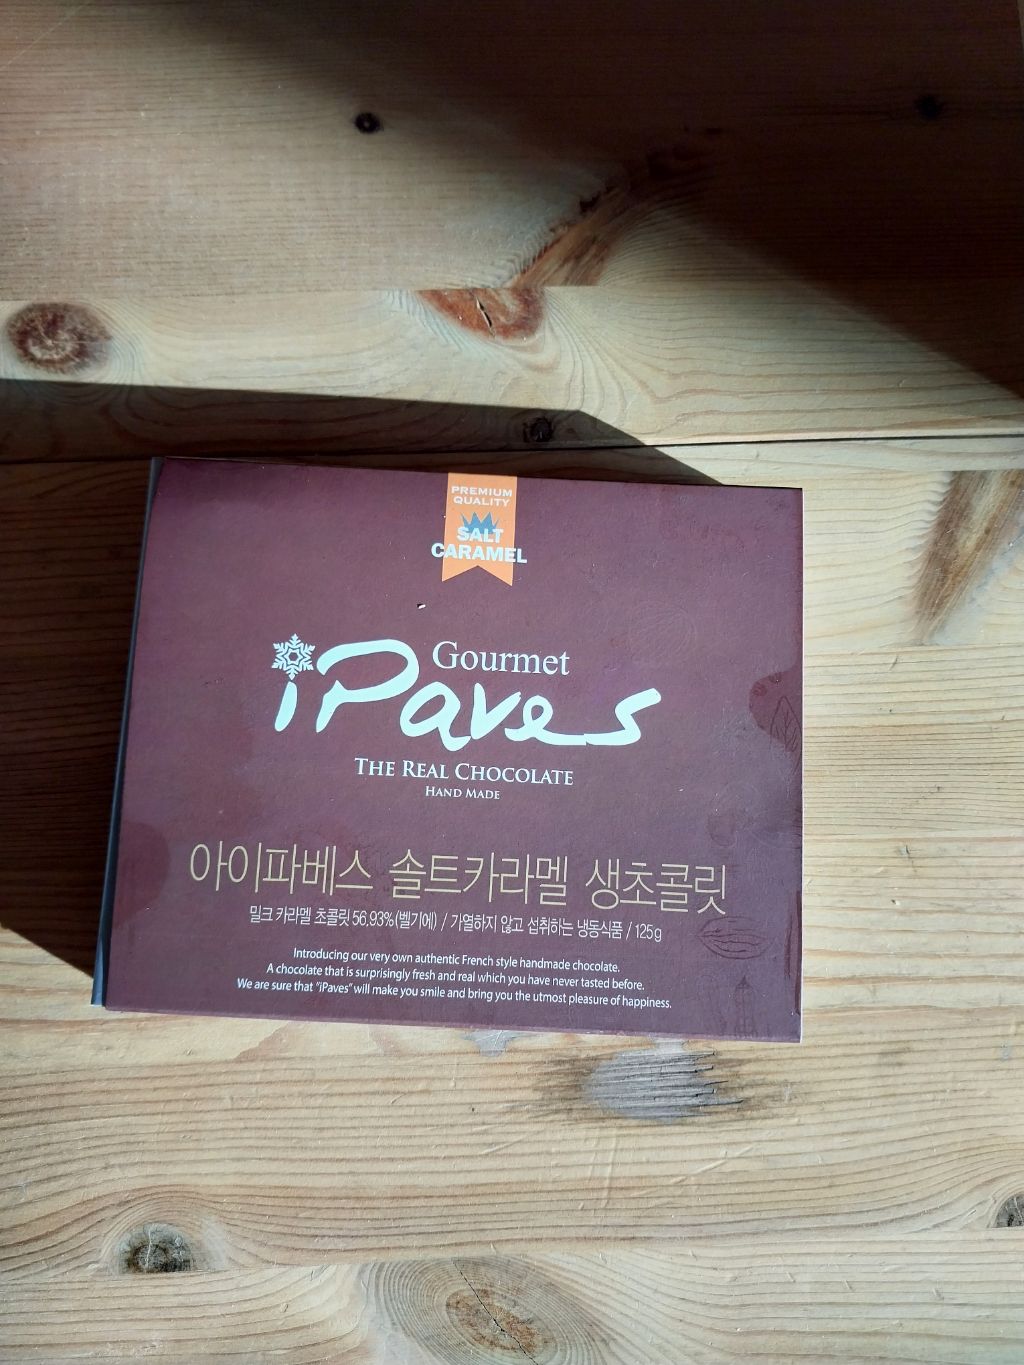 PREMIUM
QUALITY
SALT
CARAMEL
Gourmet
iPaves
THE REAL CHOCOLATE
HAND MADE
아이파베스 솔트카라멜 생초콜릿
밀크 카라멜 초콜릿 56.93%(벨기에) / 가열하지 않고 섭취하는 냉동식품 / 125g
Introducing our very own authentic French style handmade chocolate.
A chocolate that is surprisingly fresh and real which you have never tasted before.
We are sure that "iPaves" will make you smile and bring you the utmost pleasure of happiness.